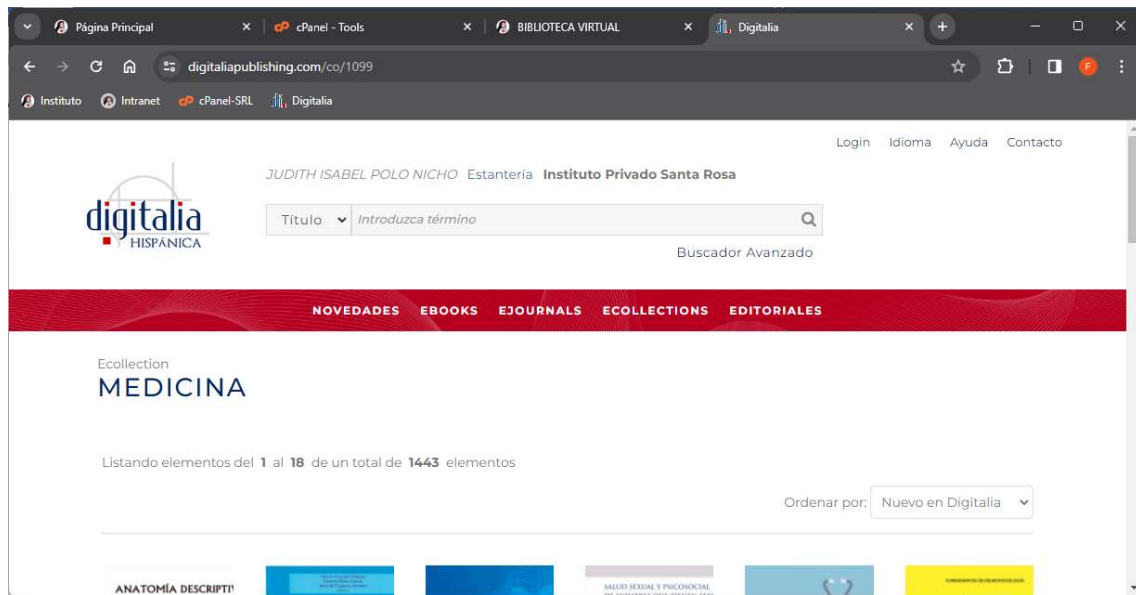 Página Principal
cPanel - Tools
BIBLIOTECA VIRTUAL
Digitalia
digitaliapublishing.com/co/1099
F
Instituto
Intranet
cPanel-SRL
Digitalia
Login Idioma Ayuda Contacto
JUDITH ISABEL POLO NICHO Estantería Instituto Privado Santa Rosa
digitalia
HISPÁNICA
Título Introduzca término
Buscador Avanzado
NOVEDADES EBOOKS EJOURNALS ECOLLECTIONS EDITORIALES
Ecollection
MEDICINA
Listando elementos del 1 al 18 de un total de 1443 elementos
Ordenar por: Nuevo en Digitalia
ANATOMÍA DESCRIPTI
SALUD SEXUAL Y PSICOSOCIAL